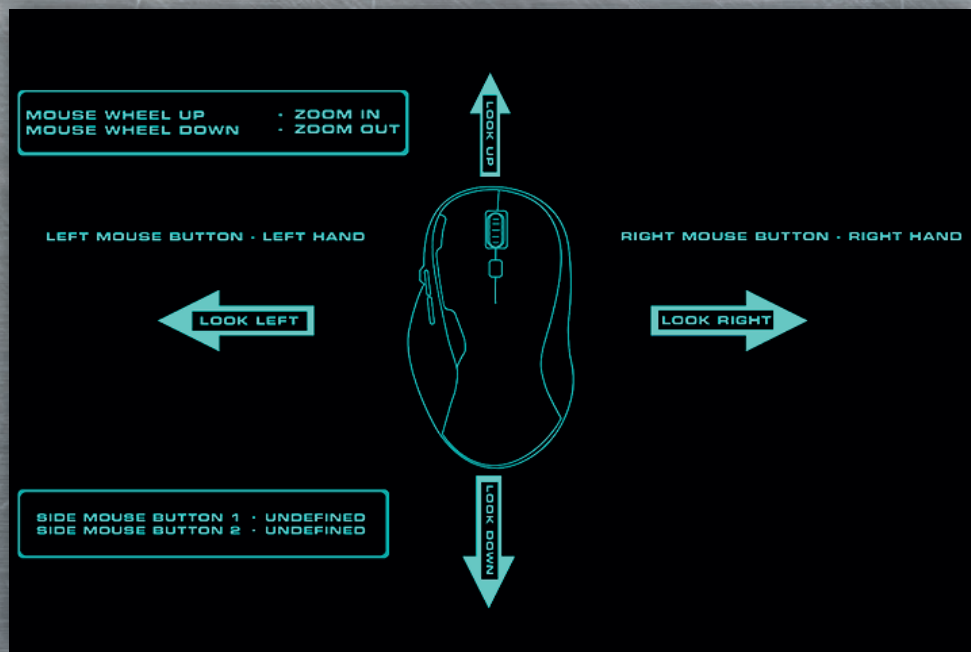 LOOK UP
MOUSE WHEEL UP - ZOOM IN
MOUSE WHEEL DOWN - ZOOM OUT
LEFT MOUSE BUTTON - LEFT HAND
RIGHT MOUSE BUTTON - RIGHT HAND
LOOK LEFT
LOOK RIGHT
SIDE MOUSE BUTTON 1 - UNDEFINED
SIDE MOUSE BUTTON 2 - UNDEFINED
LOOK DOWN